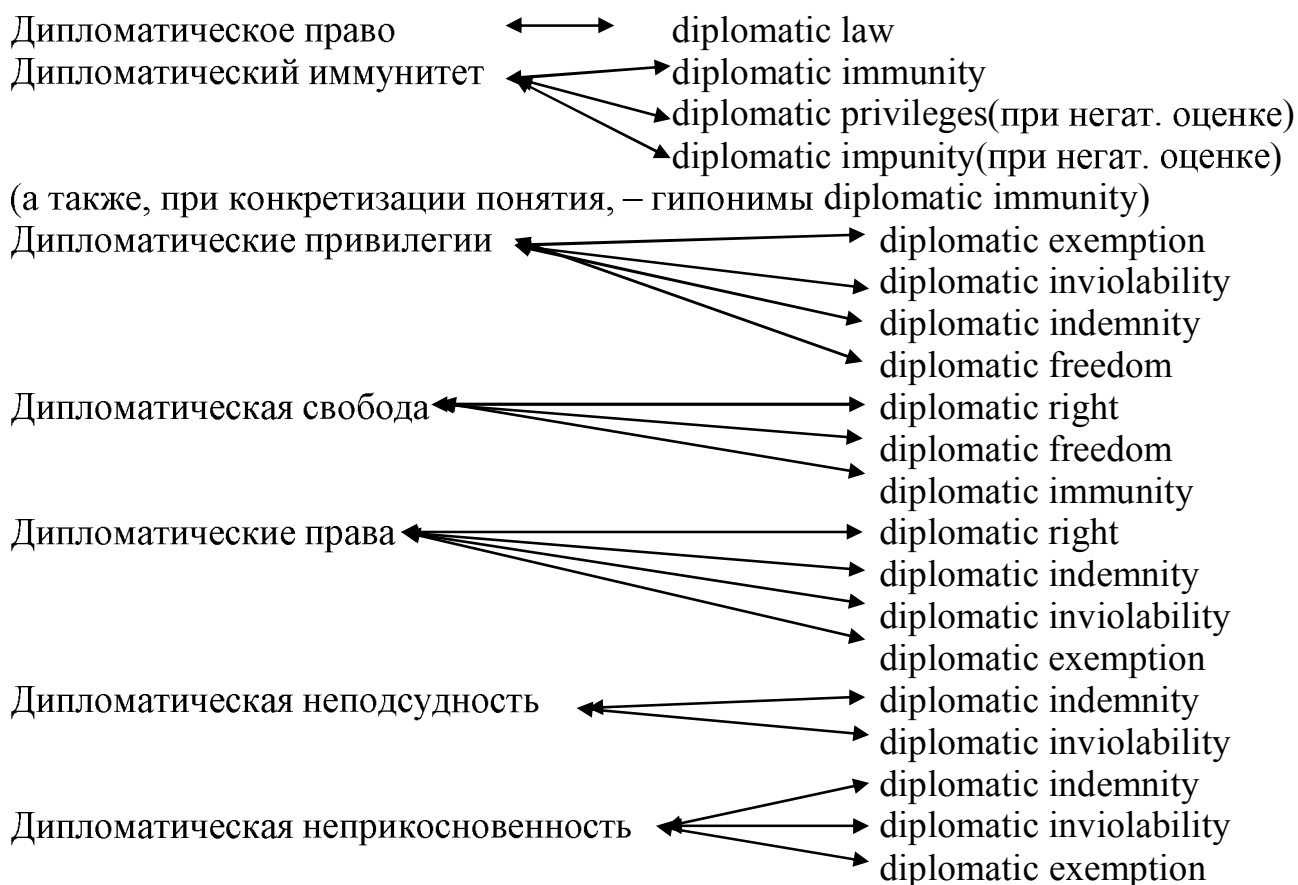 Дипломатическое право diplomatic law
Дипломатический иммунитет diplomatic immunity
diplomatic privileges(при негат. оценке)
diplomatic impunity(при негат. оценке)
(а также, при конкретизации понятия, – гипонимы diplomatic immunity)
Дипломатические привилегии diplomatic exemption
diplomatic inviolability
diplomatic indemnity
diplomatic freedom
Дипломатическая свобода diplomatic right
diplomatic freedom
diplomatic immunity
Дипломатические права diplomatic right
diplomatic indemnity
diplomatic inviolability
diplomatic exemption
Дипломатическая неподсудность diplomatic indemnity
diplomatic inviolability
diplomatic indemnity
Дипломатическая неприкосновенность diplomatic inviolability
diplomatic exemption